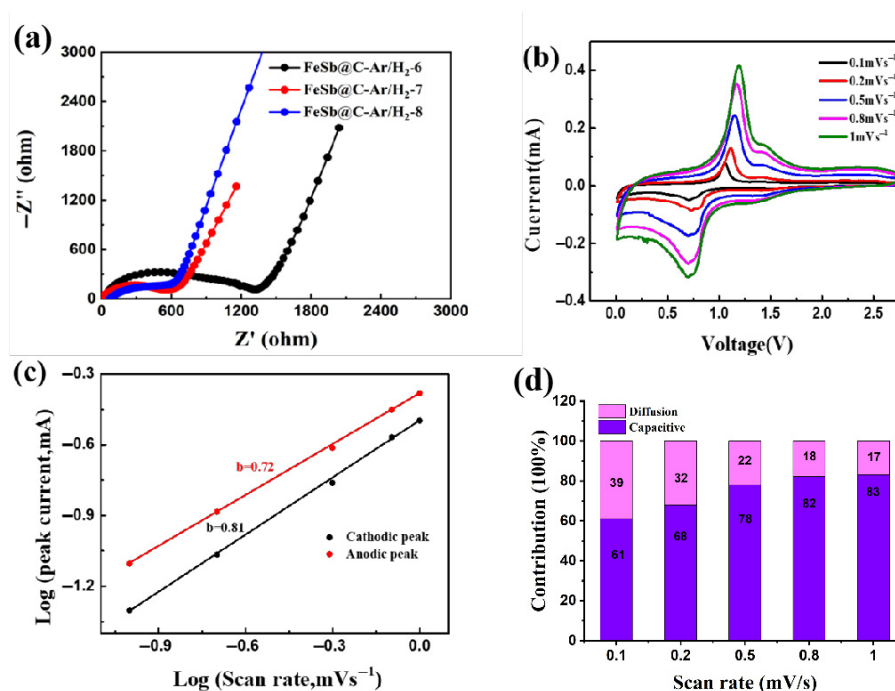 (a)
3000
2400
1800
1200
600
0
−Z'' (ohm)
FeSb@C-Ar/H₂-6
FeSb@C-Ar/H₂-7
FeSb@C-Ar/H₂-8
0 600 1200 1800 2400 3000
Z' (ohm)
(b)
0.4
0.2
0.0
−0.2
−0.4
Cuerrent(mA)
0.1mVs⁻¹
0.2mVs⁻¹
0.5mVs⁻¹
0.8mVs⁻¹
1mVs⁻¹
0.0 0.5 1.0 1.5 2.0 2.5
Voltage(V)
(c)
−0.3
−0.6
−0.9
−1.2
Log (peak current,mA)
b=0.72
b=0.81
Cathodic peak
Anodic peak
−0.9 −0.6 −0.3 0.0
Log (Scan rate,mVs⁻¹)
(d)
120
100
80
60
40
20
0
Contribution (100%)
Diffusion
Capacitive
39 32 22 18 17
61 68 78 82 83
0.1 0.2 0.5 0.8 1
Scan rate (mV/s)